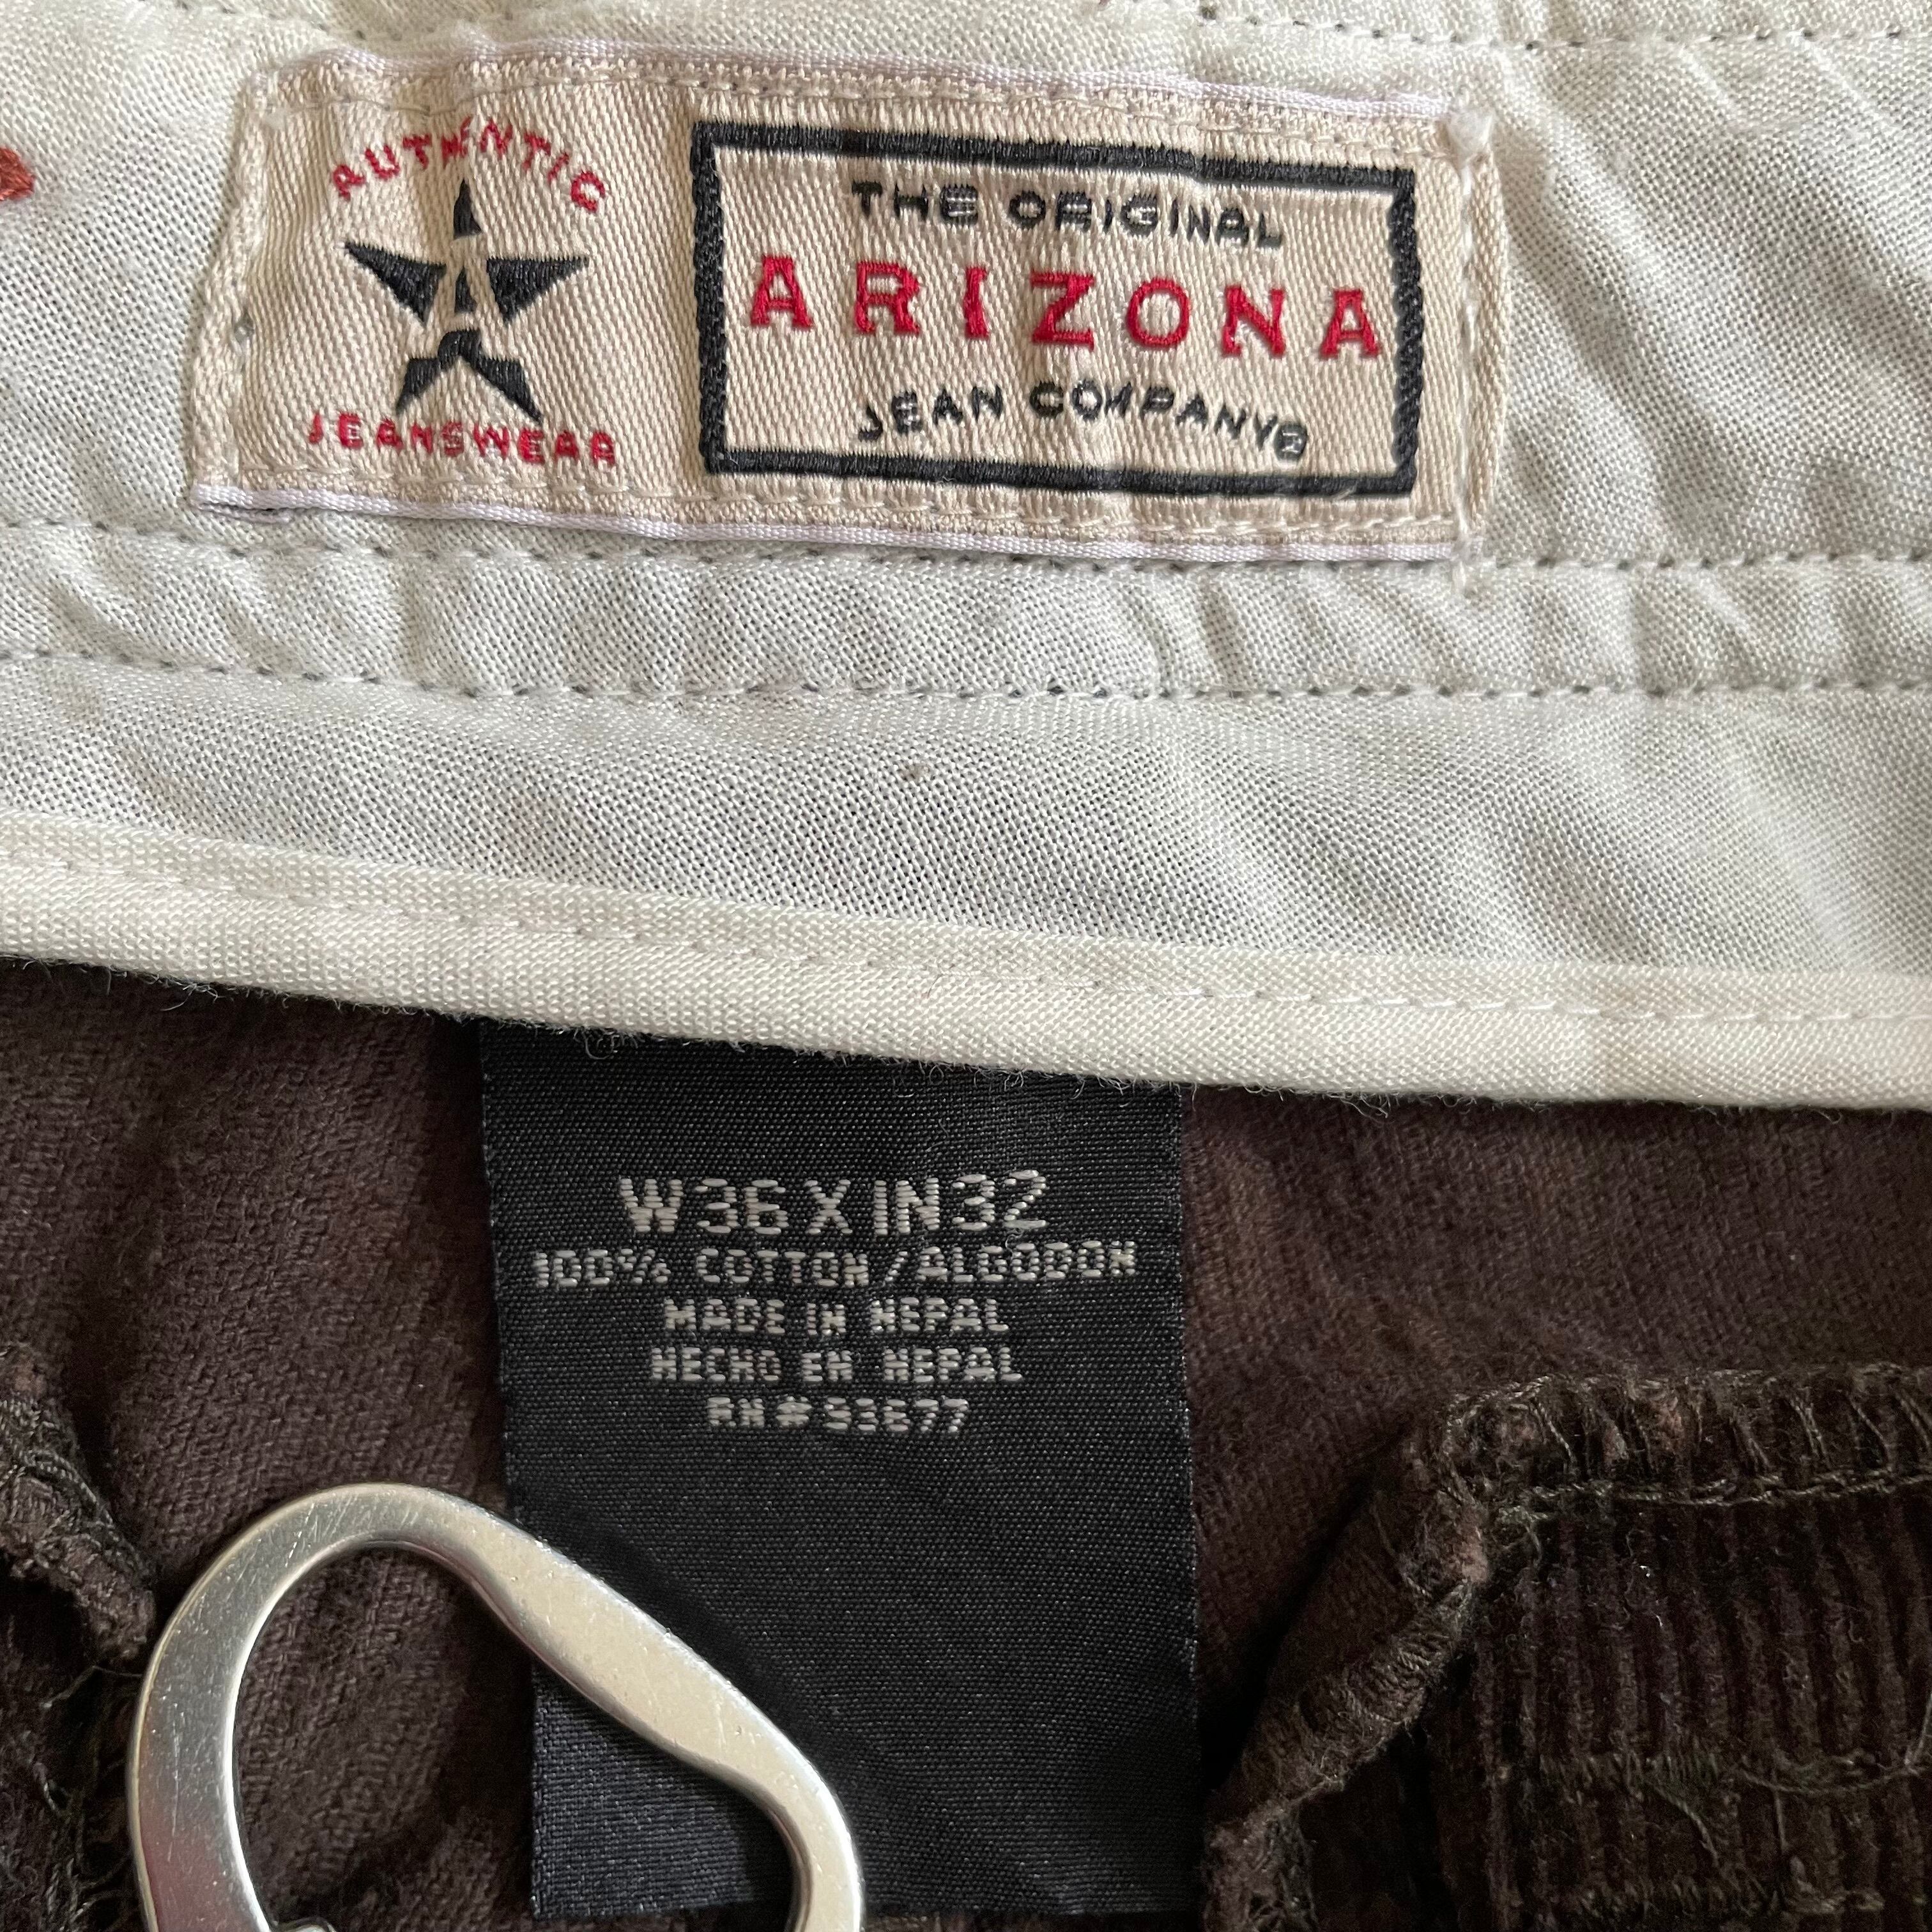 AUTHENTIC
JEANSWEAR
THE ORIGINAL
ARIZONA
JEAN COMPANY®
W36 X IN32
100% COTTON / ALGODON
MADE IN NEPAL
HECHO EN NEPAL
RN#93677